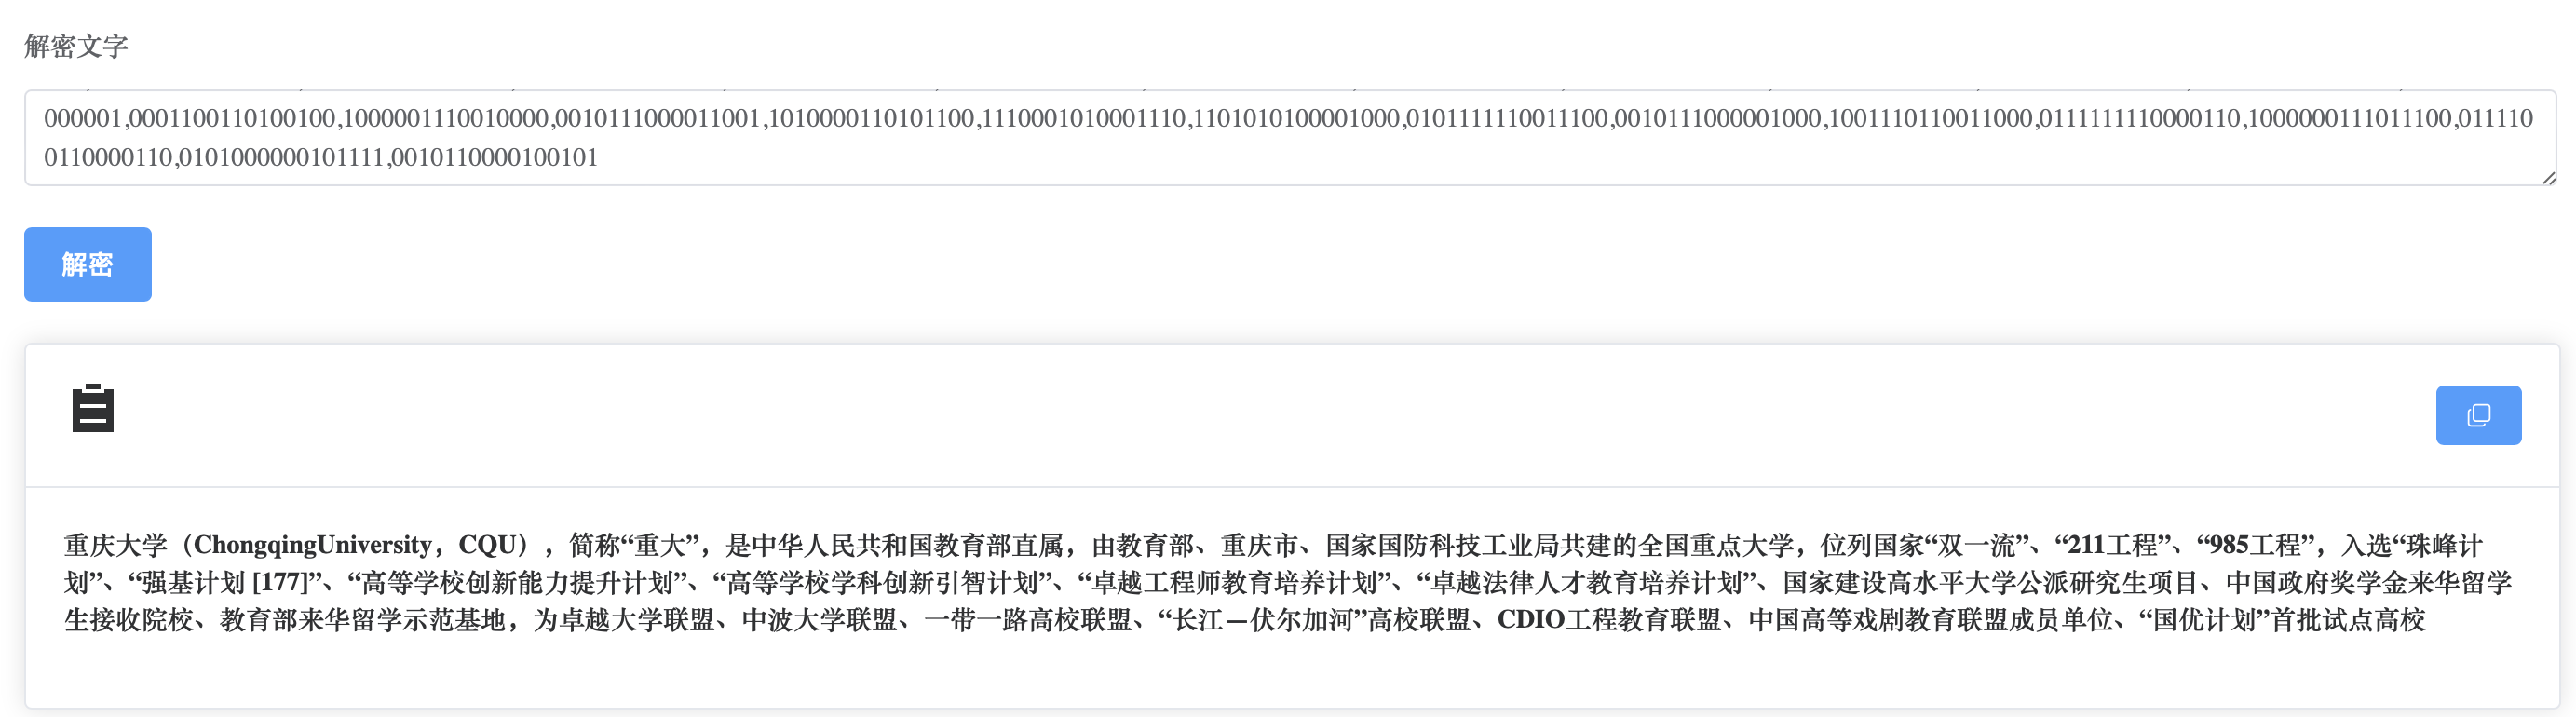 解密文字
000001,0001100110100100,1000001110010000,0010111000011001,1010000110101100,1110001010001110,1101010100001000,0101111110011100,0010111000001000,1001110110011000,0111111110000110,1000000111011100,011110
0110000110,0101000000101111,0010110000100101
解密
重庆大学（ChongqingUniversity，CQU），简称“重大”，是中华人民共和国教育部直属，由教育部、重庆市、国家国防科技工业局共建的全国重点大学，位列国家“双一流”、“211工程”、“985工程”，入选“珠峰计
划”、“强基计划 [177]”、“高等学校创新能力提升计划”、“高等学校学科创新引智计划”、“卓越工程师教育培养计划”、“卓越法律人才教育培养计划”、国家建设高水平大学公派研究生项目、中国政府奖学金来华留学
生接收院校、教育部来华留学示范基地，为卓越大学联盟、中波大学联盟、一带一路高校联盟、“长江—伏尔加河”高校联盟、CDIO工程教育联盟、中国高等戏剧教育联盟成员单位、“国优计划”首批试点高校